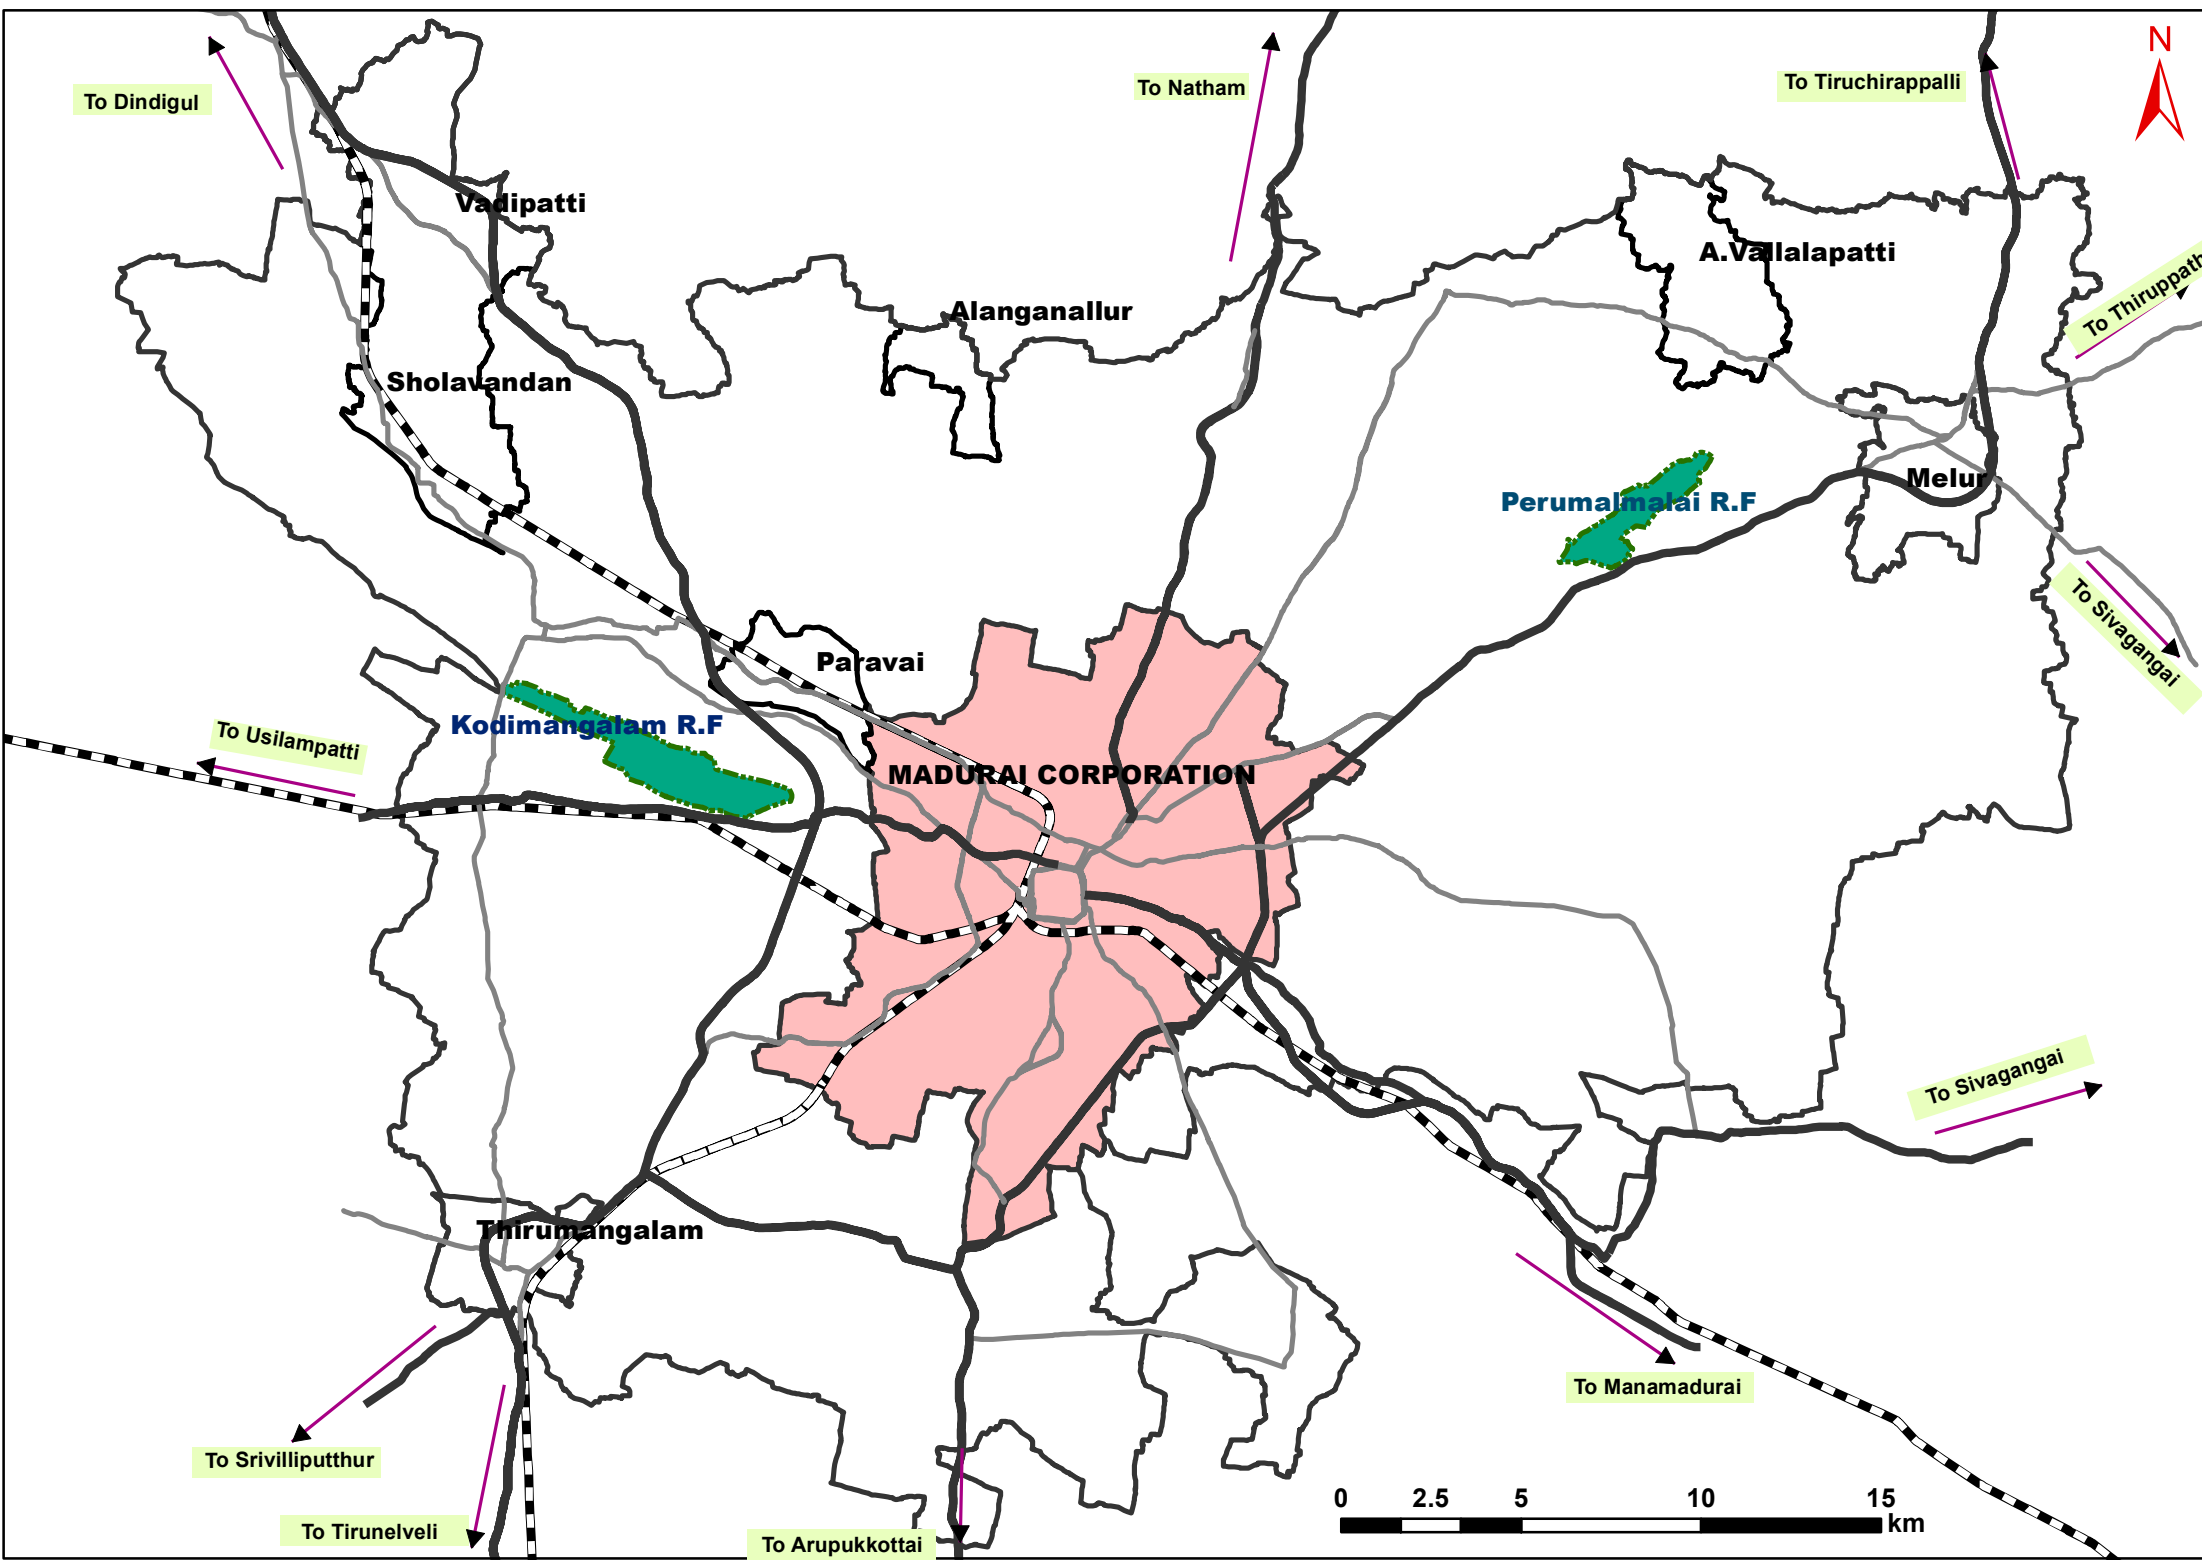 N
To Dindigul
To Natham
To Tiruchirappalli
Vadipatti
A.Vallalapatti
To Thiruppath
Alanganallur
Sholavandan
Melur
Perumalmalai R.F
To Sivagangai
Paravai
Kodimangalam R.F
To Usilampatti
MADURAI CORPORATION
To Sivagangai
Thirumangalam
To Manamadurai
To Srivilliputthur
To Tirunelveli
To Arupukkottai
0 2.5 5 10 15
km